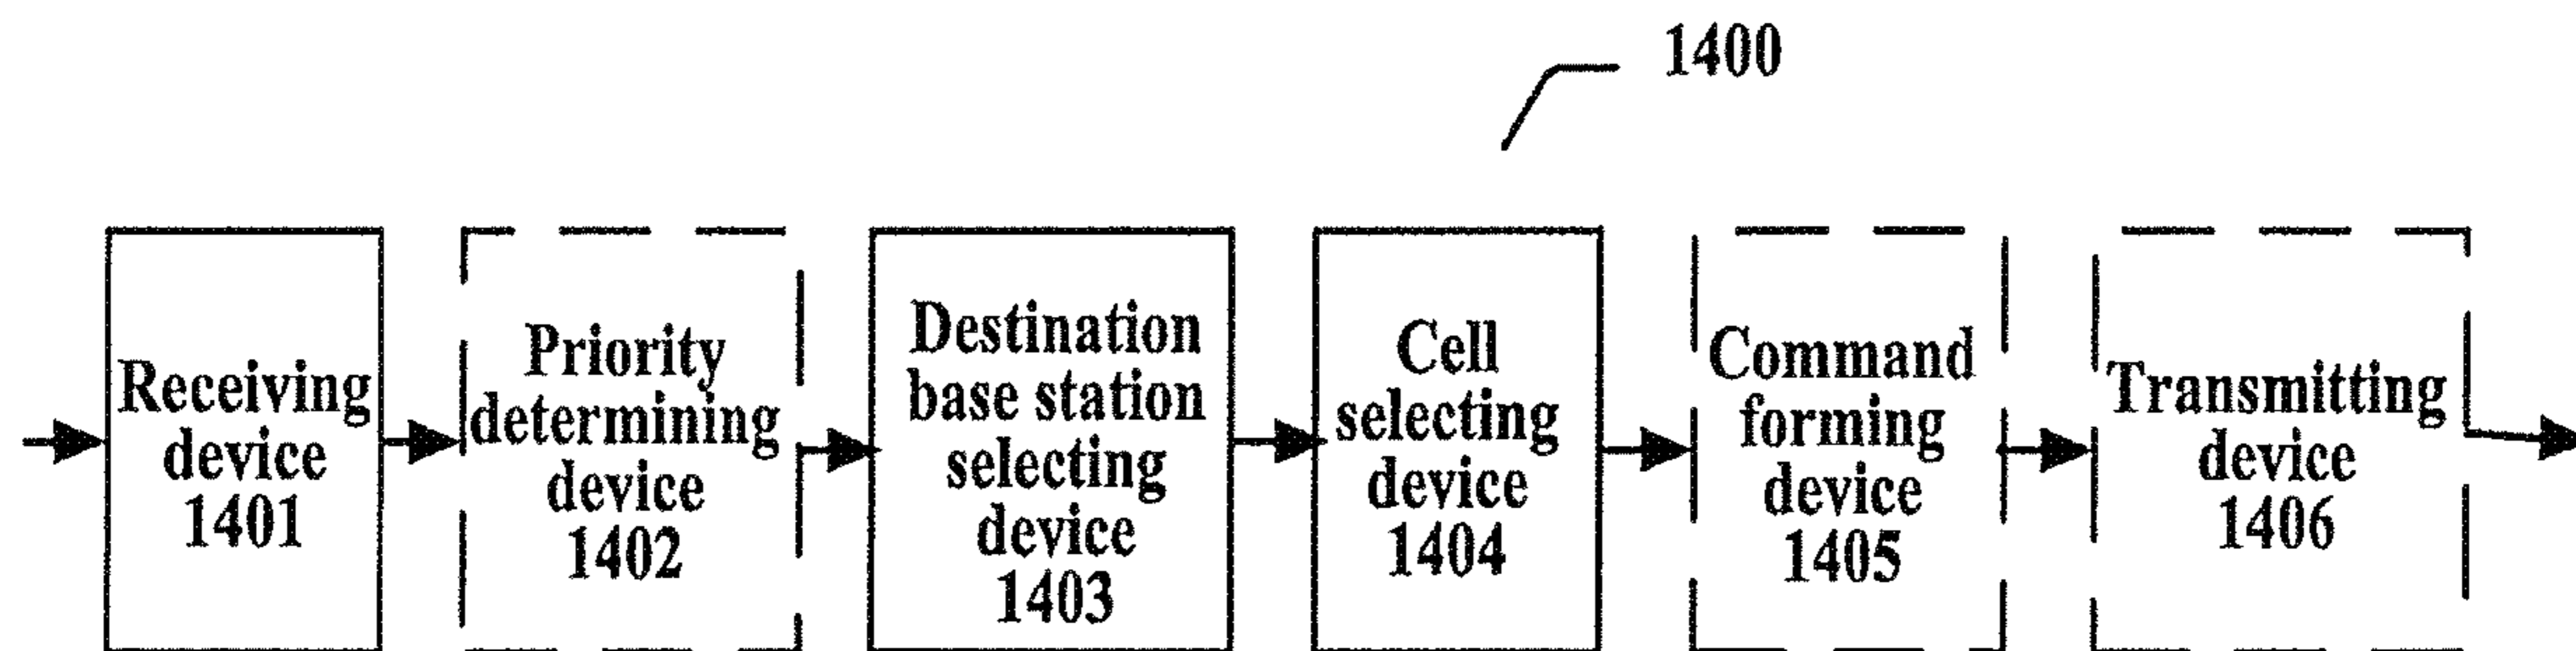 1400
Receiving
device
1401
Priority
determining
device
1402
Destination
base station
selecting
device
1403
Cell
selecting
device
1404
Command
forming
device
1405
Transmitting
device
1406